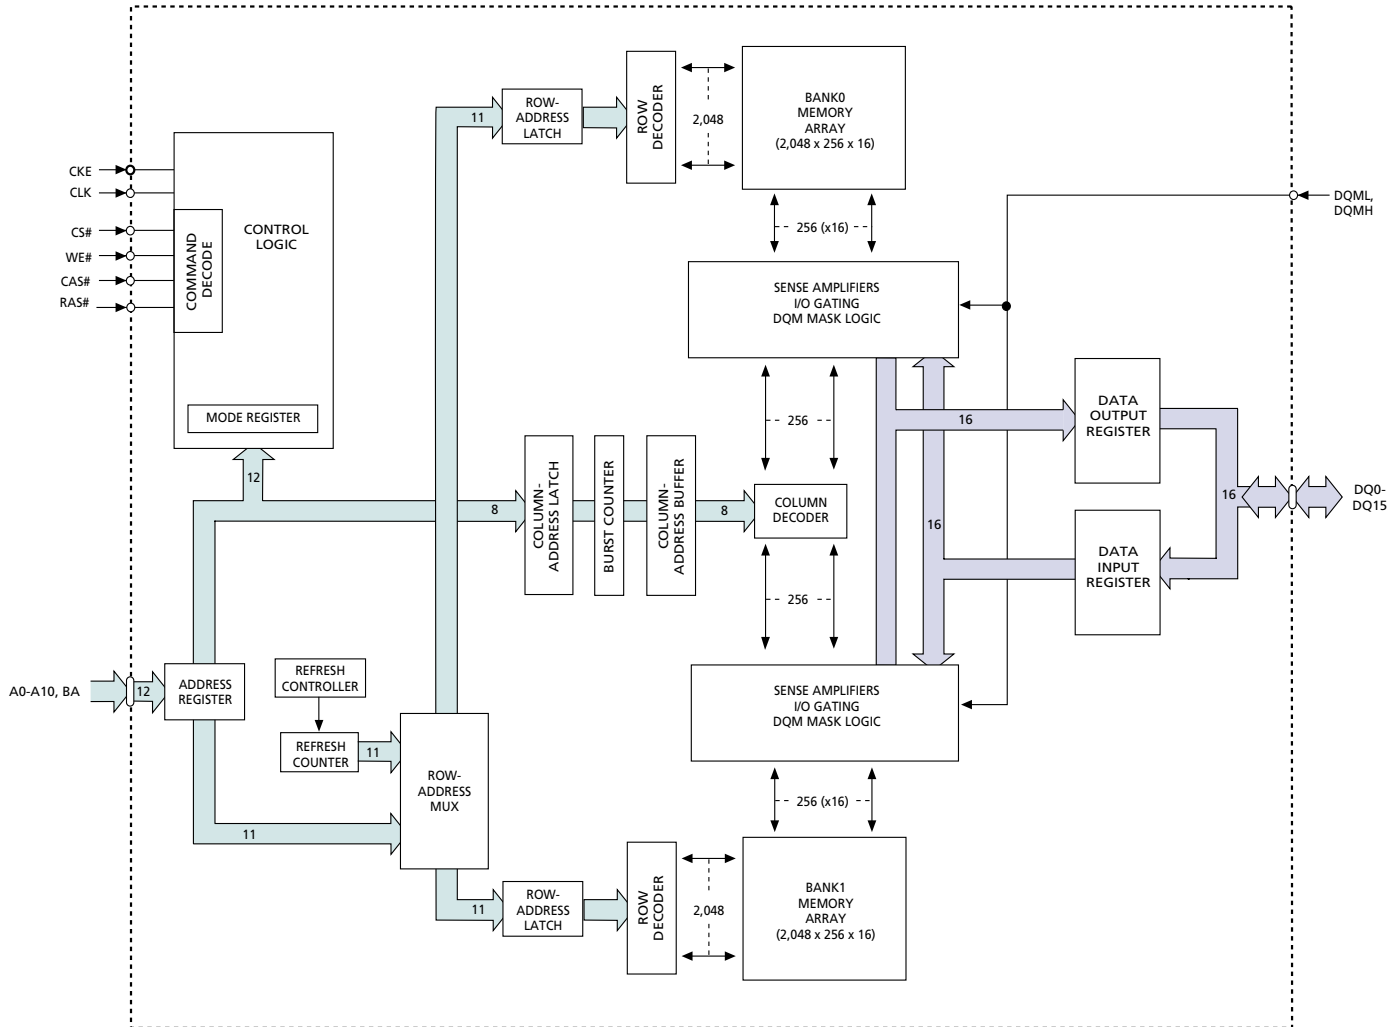 ROW-
ADDRESS
LATCH
11
ROW
DECODER
2,048
BANK0
MEMORY
ARRAY
(2,048 x 256 x 16)
CKE
CLK
CS#
WE#
CAS#
RAS#
CONTROL
LOGIC
COMMAND
DECODE
MODE REGISTER
12
256 (x16)
DQML,
DQMH
SENSE AMPLIFIERS
I/O GATING
DQM MASK LOGIC
256
16
DATA
OUTPUT
REGISTER
8
COLUMN-
ADDRESS LATCH
BURST COUNTER
COLUMN-
ADDRESS BUFFER
8
COLUMN
DECODER
16
16
DQ0-
DQ15
DATA
INPUT
REGISTER
256
A0-A10, BA
12
ADDRESS
REGISTER
REFRESH
CONTROLLER
REFRESH
COUNTER
11
ROW-
ADDRESS
MUX
11
SENSE AMPLIFIERS
I/O GATING
DQM MASK LOGIC
256 (x16)
11
ROW-
ADDRESS
LATCH
ROW
DECODER
2,048
BANK1
MEMORY
ARRAY
(2,048 x 256 x 16)